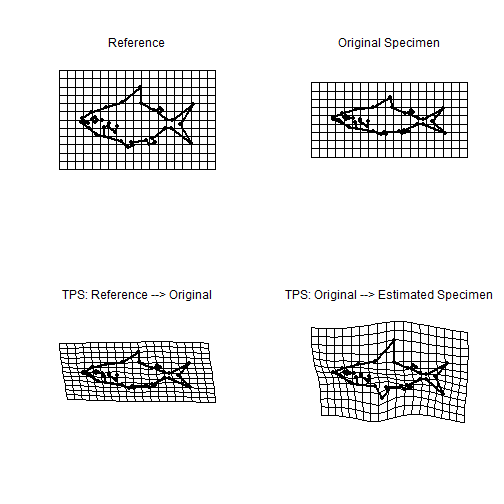 Reference
Original Specimen
TPS: Reference --> Original
TPS: Original --> Estimated Specimen